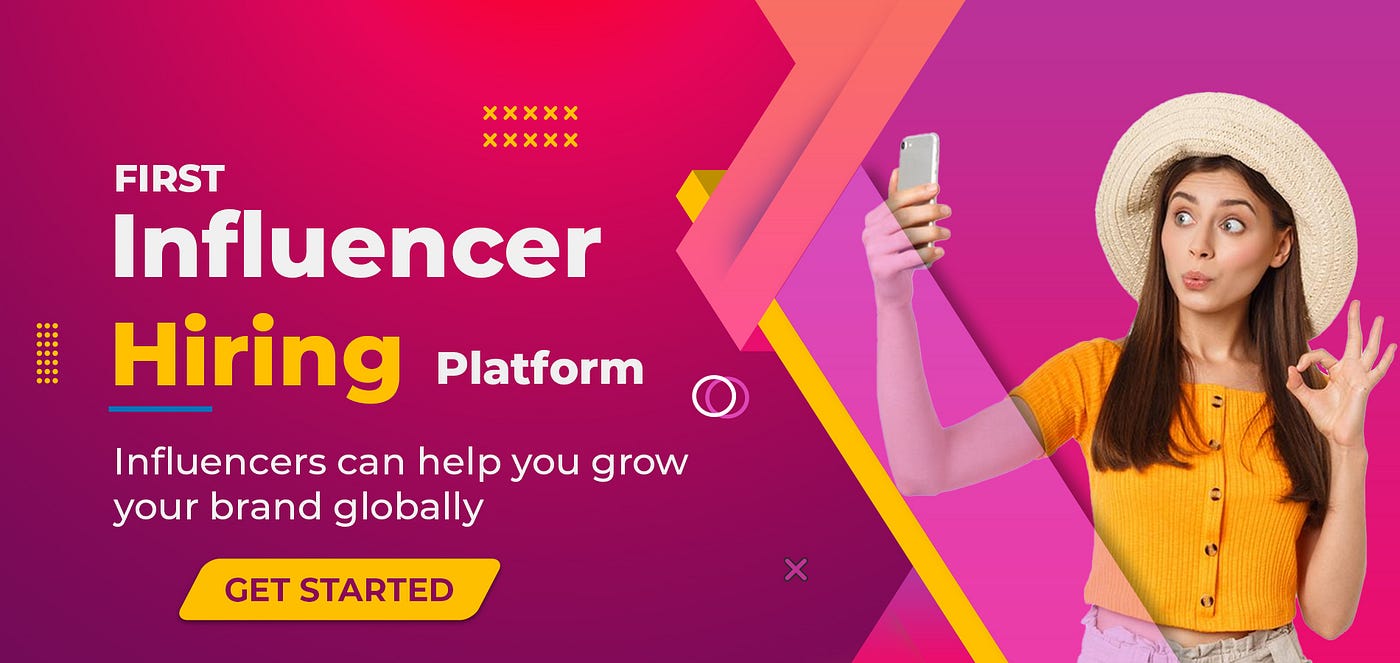 FIRST
Influencer
Hiring Platform
Influencers can help you grow
your brand globally
GET STARTED